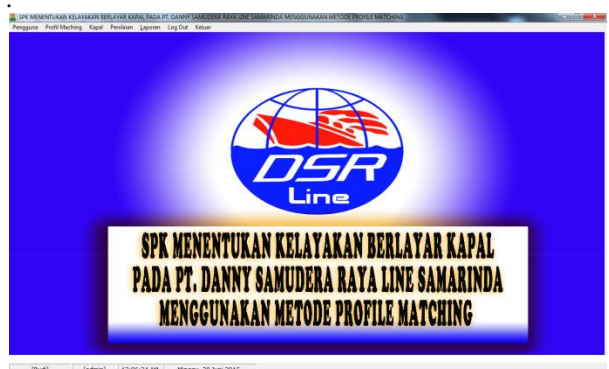 SPK MENENTUKAN KELAYAKAN BERLAYAR KAPAL PADA PT. DANNY SAMUDERA RAYA LINE SAMARINDA MENGGUNAKAN METODE PROFILE MATCHING
Pengguna Profil Maching Kapal Penilaian Laporan Log Out Keluar
DSR
Line
SPK MENENTUKAN KELAYAKAN BERLAYAR KAPAL
PADA PT. DANNY SAMUDERA RAYA LINE SAMARINDA
MENGGUNAKAN METODE PROFILE MATCHING